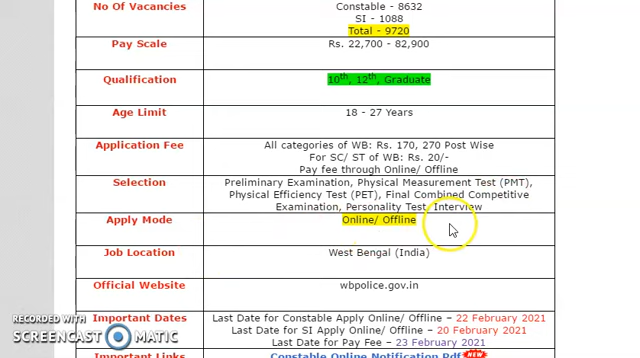 No Of Vacancies
Constable - 8632
SI - 1088
Total - 9720
Pay Scale
Rs. 22,700 - 82,900
Qualification
10th, 12th, Graduate
Age Limit
18 - 27 Years
Application Fee
All categories of WB: Rs. 170, 270 Post Wise
For SC/ ST of WB: Rs. 20/-
Pay fee through Online/ Offline
Selection
Preliminary Examination, Physical Measurement Test (PMT),
Physical Efficiency Test (PET), Final Combined Competitive
Examination, Personality Test, Interview
Apply Mode
Online/ Offline
Job Location
West Bengal (India)
Official Website
wbpolice.gov.in
Important Dates
Last Date for Constable Apply Online/ Offline – 22 February 2021
Last Date for SI Apply Online/ Offline – 20 February 2021
Last Date for Pay Fee – 23 February 2021
Important Links
Constable Online Notification Pdf
NEW
RECORDED WITH
SCREENCAST MATIC